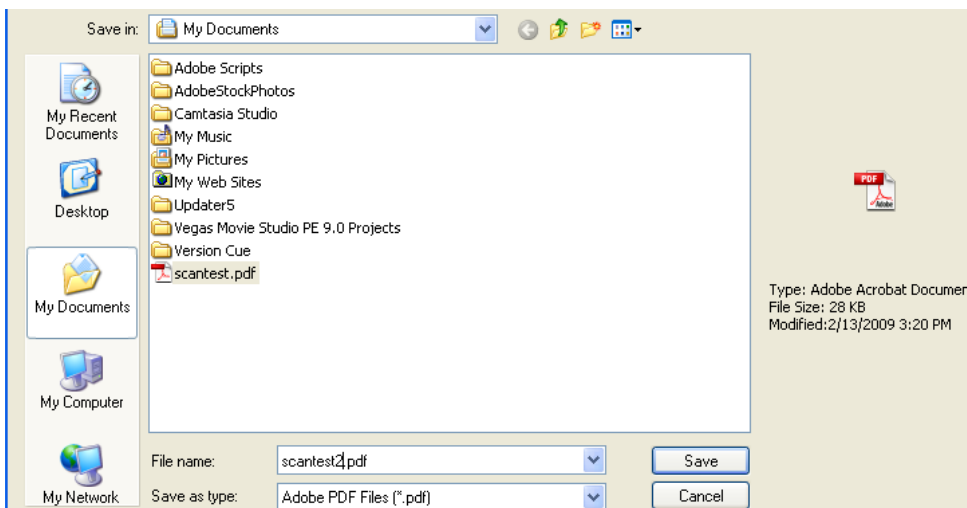 Save in:
My Documents
My Recent
Documents
Desktop
My Documents
My Computer
My Network
Adobe Scripts
AdobeStockPhotos
Camtasia Studio
My Music
My Pictures
My Web Sites
Updater5
Vegas Movie Studio PE 9.0 Projects
Version Cue
scantest.pdf
PDF
Adobe
Type: Adobe Acrobat Documen
File Size: 28 KB
Modified:2/13/2009 3:20 PM
File name:
scantest2.pdf
Save
Save as type:
Adobe PDF Files (*.pdf)
Cancel